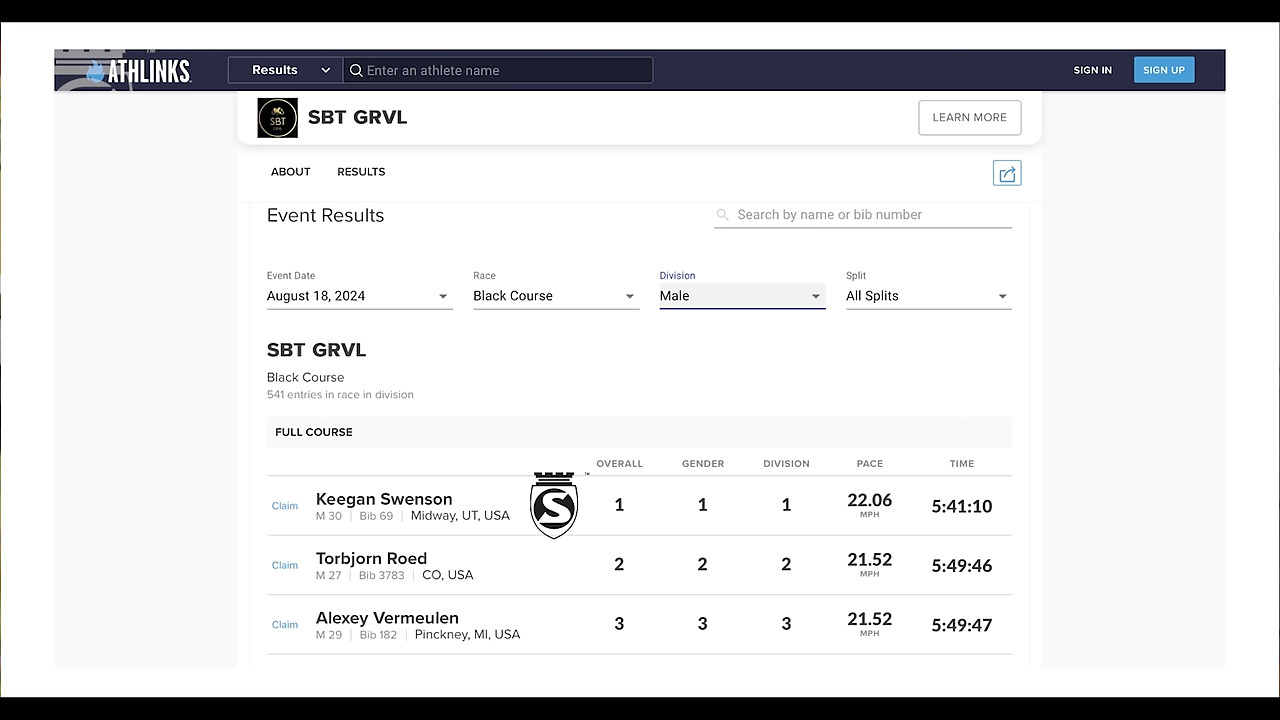 ATHLINKS
Results
Enter an athlete name
SIGN IN
SIGN UP
SBT
GRVL
SBT GRVL
LEARN MORE
ABOUT
RESULTS
Event Results
Search by name or bib number
Event Date
Race
Division
Split
August 18, 2024
Black Course
Male
All Splits
SBT GRVL
Black Course
541 entries in race in division
FULL COURSE
OVERALL GENDER DIVISION PACE TIME
Claim Keegan Swenson 1 1 1 22.06 5:41:10
M 30 | Bib 69 | Midway, UT, USA MPH
S ™
Claim Torbjorn Roed 2 2 2 21.52 5:49:46
M 27 | Bib 3783 | CO, USA MPH
Claim Alexey Vermeulen 3 3 3 21.52 5:49:47
M 29 | Bib 182 | Pinckney, MI, USA MPH